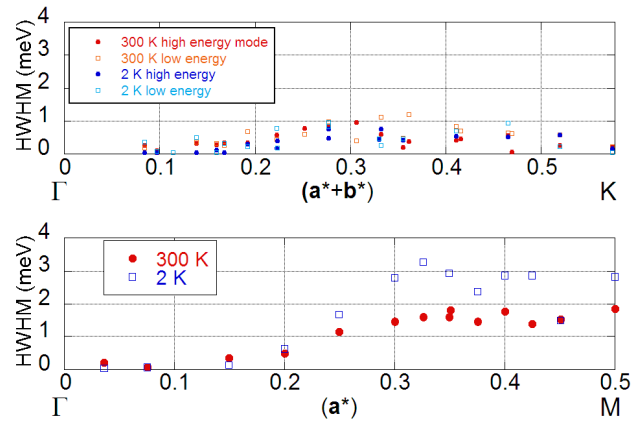 HWHM (meV)
4
3
2
1
0
300 K high energy mode
300 K low energy
2 K high energy
2 K low energy
0 0.1 0.2 0.3 0.4 0.5
Γ (a*+b*) K
HWHM (meV)
4
3
2
1
0
300 K
2 K
0 0.1 0.2 0.3 0.4 0.5
Γ (a*) M